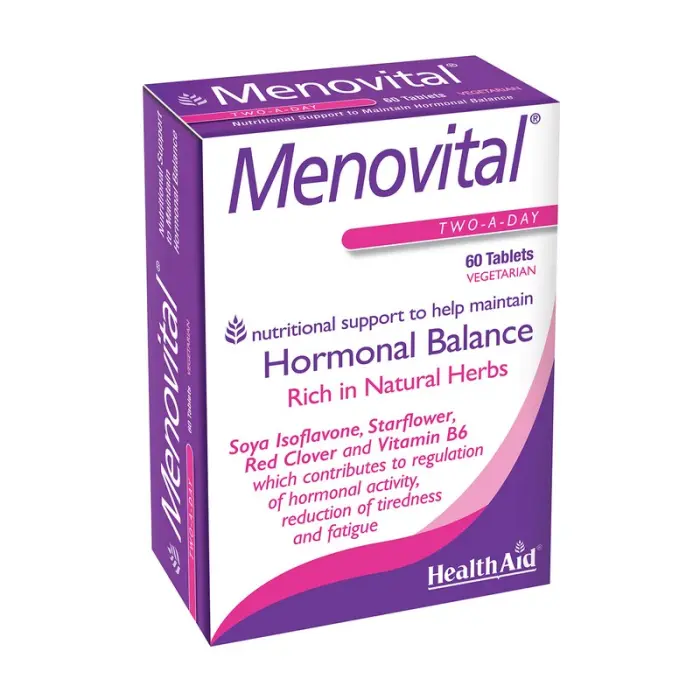 Menovital®
TWO-A-DAY
60 Tablets
VEGETARIAN
Nutritional Support to Maintain Hormonal Balance
Nutritional Support
to Maintain
Hormonal Balance
Menovital®
TWO-A-DAY
60 Tablets
VEGETARIAN
Menovital®
TWO-A-DAY
60 Tablets
VEGETARIAN
nutritional support to help maintain
Hormonal Balance
Rich in Natural Herbs
Soya Isoflavone, Starflower,
Red Clover and Vitamin B6
which contributes to regulation
of hormonal activity,
reduction of tiredness
and fatigue
HealthAid®